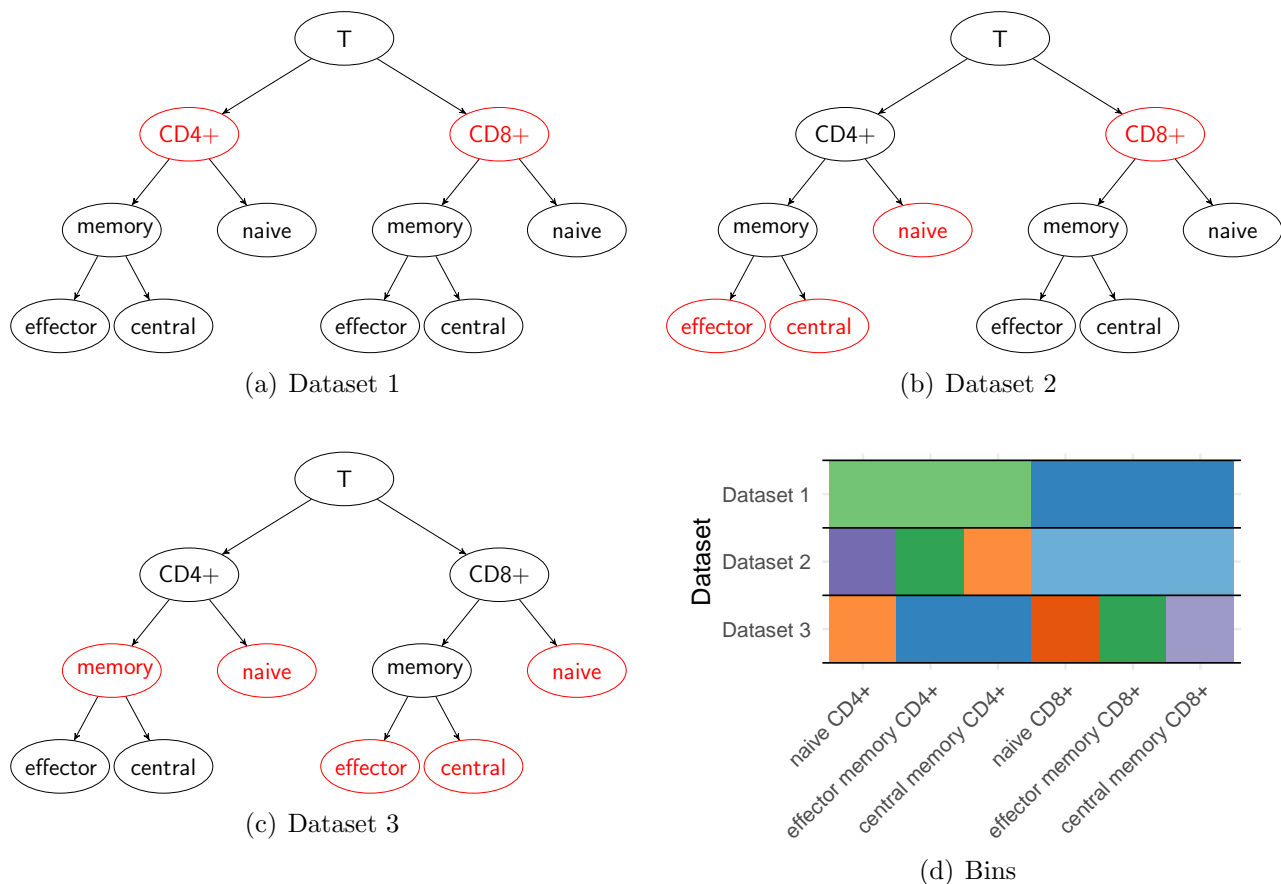 T
CD4+
CD8+
memory
naive
memory
naive
effector
central
effector
central
(a) Dataset 1
T
CD4+
CD8+
memory
naive
memory
naive
effector
central
effector
central
(b) Dataset 2
T
CD4+
CD8+
memory
naive
memory
naive
effector
central
effector
central
(c) Dataset 3
Dataset
Dataset 1
Dataset 2
Dataset 3
naive CD4+
effector memory CD4+
central memory CD4+
naive CD8+
effector memory CD8+
central memory CD8+
(d) Bins